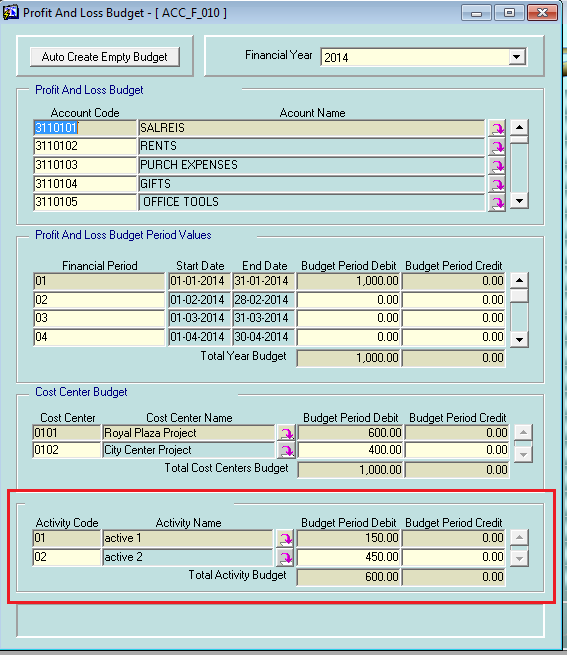 Profit And Loss Budget - [ ACC_F_010 ]
Auto Create Empty Budget
Financial Year 2014
Profit And Loss Budget
Account Code Acount Name
3110101 SALREIS
3110102 RENTS
3110103 PURCH EXPENSES
3110104 GIFTS
3110105 OFFICE TOOLS
Profit And Loss Budget Period Values
Financial Period Start Date End Date Budget Period Debit Budget Period Credit
01 01-01-2014 31-01-2014 1,000.00 0.00
02 01-02-2014 28-02-2014 0.00 0.00
03 01-03-2014 31-03-2014 0.00 0.00
04 01-04-2014 30-04-2014 0.00 0.00
Total Year Budget 1,000.00 0.00
Cost Center Budget
Cost Center Cost Center Name Budget Period Debit Budget Period Credit
0101 Royal Plaza Project 600.00 0.00
0102 City Center Project 400.00 0.00
Total Cost Centers Budget 1,000.00 0.00
Activity Code Activity Name Budget Period Debit Budget Period Credit
01 active 1 150.00 0.00
02 active 2 450.00 0.00
Total Activity Budget 600.00 0.00